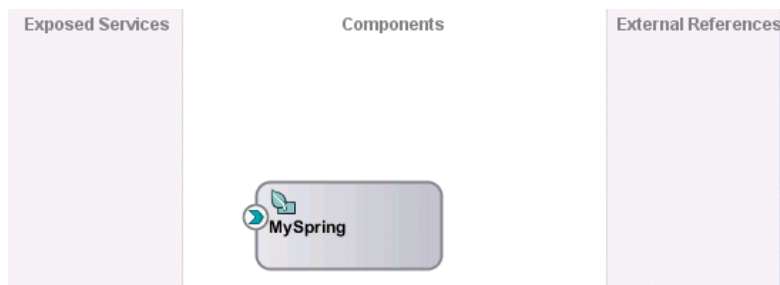 Exposed Services
Components
External References
MySpring